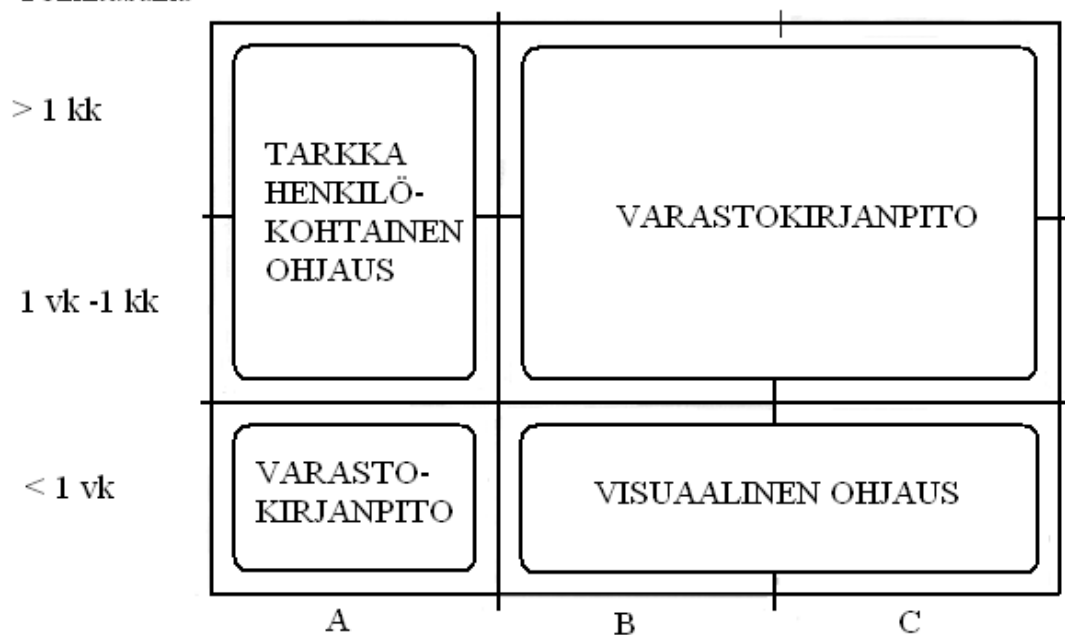 > 1 kk
TARKKA
HENKILÖ-
KOHTAINEN
OHJAUS
VARASTOKIRJANPITO
1 vk -1 kk
< 1 vk
VARASTO-
KIRJANPITO
VISUAALINEN OHJAUS
A
B
C